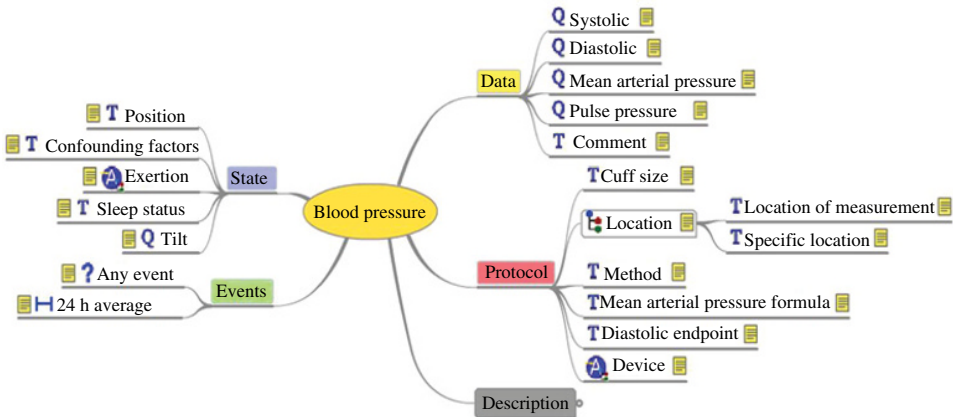 Blood pressure
Data
Q Systolic
Q Diastolic
Q Mean arterial pressure
Q Pulse pressure
T Comment
Protocol
T Cuff size
Location
T Location of measurement
T Specific location
T Method
T Mean arterial pressure formula
T Diastolic endpoint
A Device
Description
State
T Position
T Confounding factors
A Exertion
T Sleep status
Q Tilt
Events
? Any event
24 h average